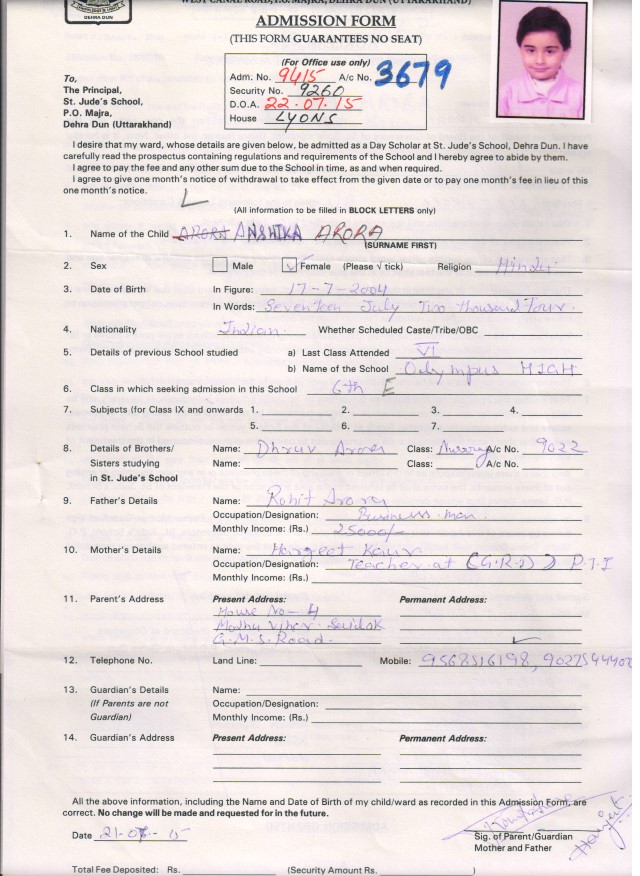 WEST CANAL ROAD, P.O. MAJRA, DEHRA DUN (UTTARAKHAND)
DEHRA DUN
ADMISSION FORM
(THIS FORM GUARANTEES NO SEAT)
(For Office use only)
Adm. No. 9415 A/c No. 3679
Security No. 9260
D.O.A. 22.07.15
House LYONS
To,
The Principal,
St. Jude's School,
P.O. Majra,
Dehra Dun (Uttarakhand)
I desire that my ward, whose details are given below, be admitted as a Day Scholar at St. Jude's School, Dehra Dun. I have
carefully read the prospectus containing regulations and requirements of the School and I hereby agree to abide by them.
I agree to pay the fee and any other sum due to the School in time, as and when required.
I agree to give one month's notice of withdrawal to take effect from the given date or to pay one month's fee in lieu of this
one month's notice.
(All information to be filled in BLOCK LETTERS only)
1. Name of the Child ARORA ANSHIKA ARORA
(SURNAME FIRST)
2. Sex Male Female (Please √ tick) Religion Hindu
3. Date of Birth In Figure: 17-7-2004
In Words: Seventeen July Two thousand Four.
4. Nationality Indian. Whether Scheduled Caste/Tribe/OBC
5. Details of previous School studied a) Last Class Attended VI
b) Name of the School Olympus HIGH
6. Class in which seeking admission in this School 6th E
7. Subjects (for Class IX and onwards 1. 2. 3. 4.
5. 6. 7.
8. Details of Brothers/ Name: Dhruv Arora Class: Nursry A/c No. 9022
Sisters studying Name: Class: A/c No.
in St. Jude's School
9. Father's Details Name: Rohit Arora
Occupation/Designation: Business man.
Monthly Income: (Rs.) 25000/-
10. Mother's Details Name: Harjeet Kaur
Occupation/Designation: Teacher at (G.R.D) P.T.I
Monthly Income: (Rs.)
11. Parent's Address Present Address: Permanent Address:
House No-4
Madhu Vihar
G.M.S. Road.
12. Telephone No. Land Line: Mobile: 9568316198,
13. Guardian's Details Name:
(If Parents are not Occupation/Designation:
Guardian) Monthly Income: (Rs.)
14. Guardian's Address Present Address: Permanent Address:
All the above information, including the Name and Date of Birth of my child/ward as recorded in this Admission Form, are
correct. No change will be made and requested for in the future.
Date 21-07-15
Harjeet
Sig. of Parent/Guardian
Mother and Father
Total Fee Deposited: Rs. (Security Amount Rs. )